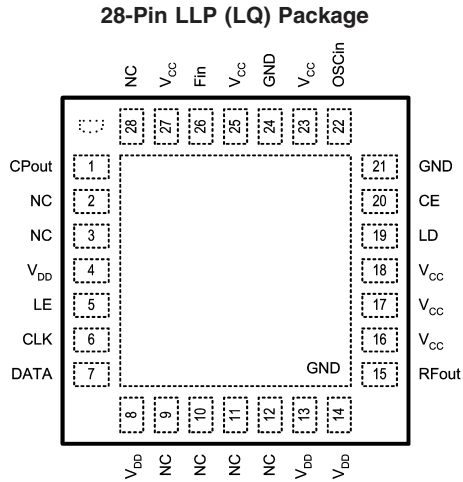 28-Pin LLP (LQ) Package
NC VCC Fin VCC GND VCC OSCin
28 27 26 25 24 23 22
CPout 1 21 GND
NC 2 20 CE
NC 3 19 LD
VDD 4 18 VCC
LE 5 17 VCC
CLK 6 16 VCC
DATA 7 GND 15 RFout
8 9 10 11 12 13 14
VDD NC NC NC NC VDD VDD